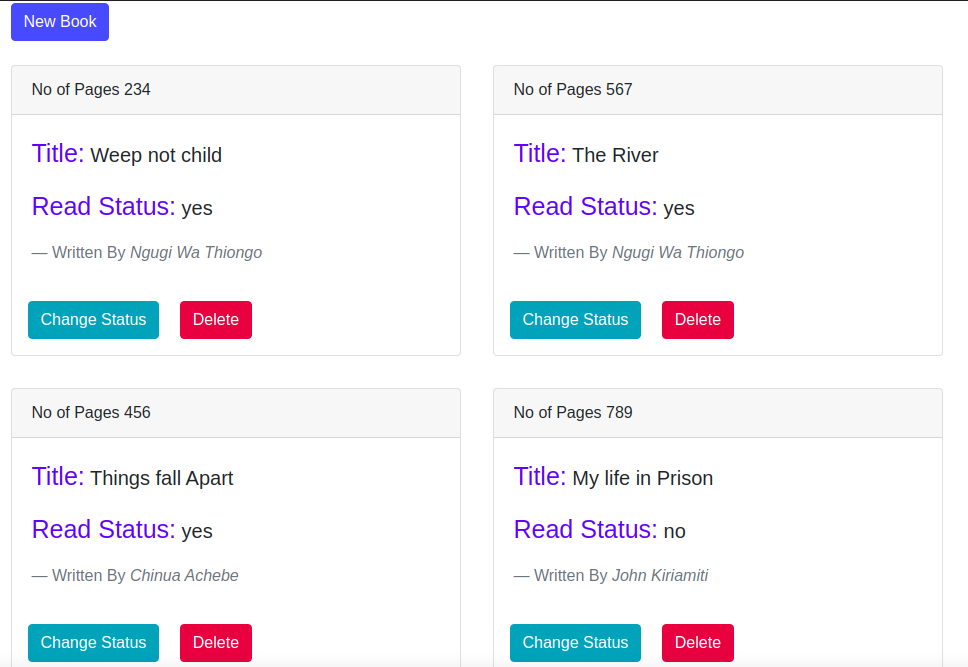 New Book
No of Pages 234
Title: Weep not child
Read Status: yes
— Written By Ngugi Wa Thiongo
Change Status Delete
No of Pages 567
Title: The River
Read Status: yes
— Written By Ngugi Wa Thiongo
Change Status Delete
No of Pages 456
Title: Things fall Apart
Read Status: yes
— Written By Chinua Achebe
Change Status Delete
No of Pages 789
Title: My life in Prison
Read Status: no
— Written By John Kiriamiti
Change Status Delete